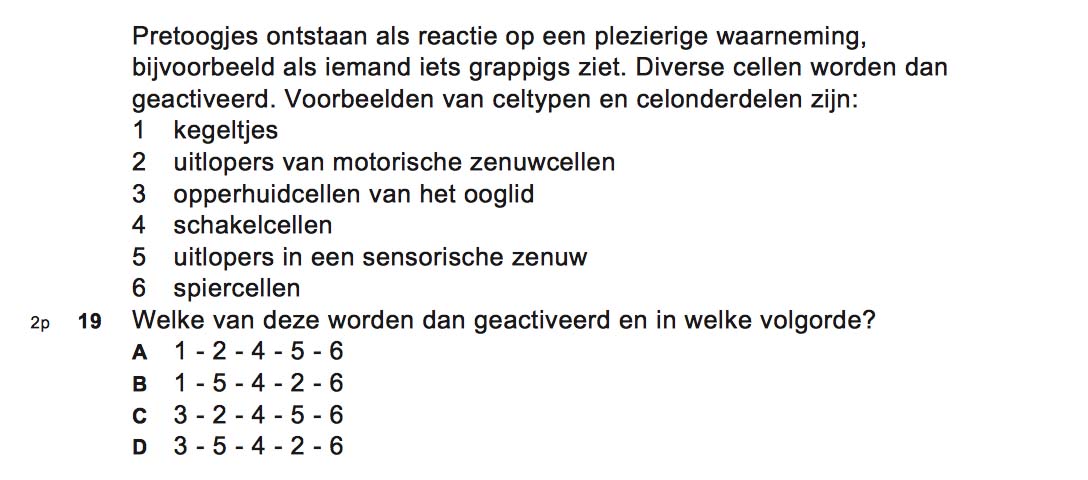 Pretoogjes ontstaan als reactie op een plezierige waarneming,
bijvoorbeeld als iemand iets grappigs ziet. Diverse cellen worden dan
geactiveerd. Voorbeelden van celtypen en celonderdelen zijn:
1 kegeltjes
2 uitlopers van motorische zenuwcellen
3 opperhuidcellen van het ooglid
4 schakelcellen
5 uitlopers in een sensorische zenuw
6 spiercellen
2p 19 Welke van deze worden dan geactiveerd en in welke volgorde?
A 1 - 2 - 4 - 5 - 6
B 1 - 5 - 4 - 2 - 6
C 3 - 2 - 4 - 5 - 6
D 3 - 5 - 4 - 2 - 6